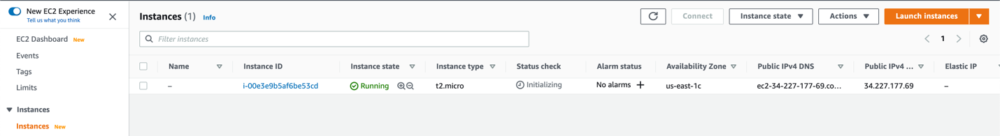 New EC2 Experience
Tell us what you think
EC2 Dashboard New
Events
Tags
Limits
Instances
Instances New
Instances (1) Info
Connect Instance state Actions Launch instances
Filter instances
1
Name Instance ID Instance state Instance type Status check Alarm status Availability Zone Public IPv4 DNS Public IPv4 ... Elastic IP
– i-00e3e9b5af6be53cd Running t2.micro Initializing No alarms + us-east-1c ec2-34-227-177-69.co... 34.227.177.69 –